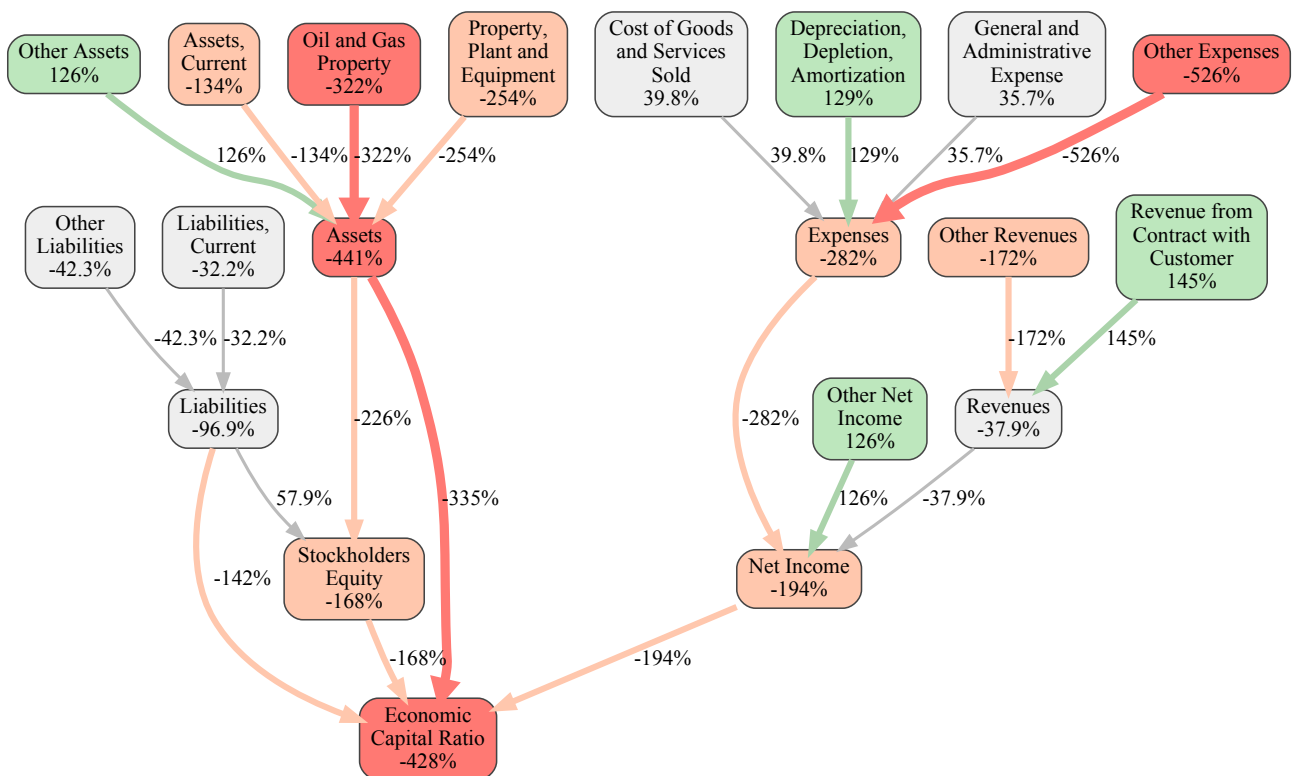 Other Assets
126%
Assets,
Current
-134%
Oil and Gas
Property
-322%
Property,
Plant and
Equipment
-254%
Cost of Goods
and Services
Sold
39.8%
Depreciation,
Depletion,
Amortization
129%
General and
Administrative
Expense
35.7%
Other Expenses
-526%
126%
-134%
-322%
-254%
39.8%
129%
35.7%
-526%
Other
Liabilities
-42.3%
Liabilities,
Current
-32.2%
Assets
-441%
Expenses
-282%
Other Revenues
-172%
Revenue from
Contract with
Customer
145%
-42.3%
-32.2%
-172%
145%
Liabilities
-96.9%
-226%
-282%
Other Net
Income
126%
Revenues
-37.9%
57.9%
-335%
126%
-37.9%
-142%
Stockholders
Equity
-168%
Net Income
-194%
-168%
-194%
Economic
Capital Ratio
-428%